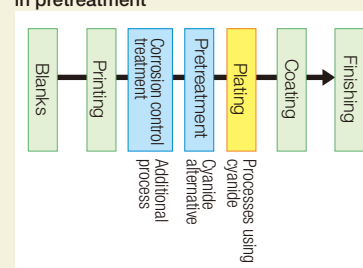 in pretreatment
Blanks
Printing
Corrosion control
treatment
Additional
process
Pretreatment
Cyanide
alternative
Plating
Processes using
cyanide
Coating
Finishing